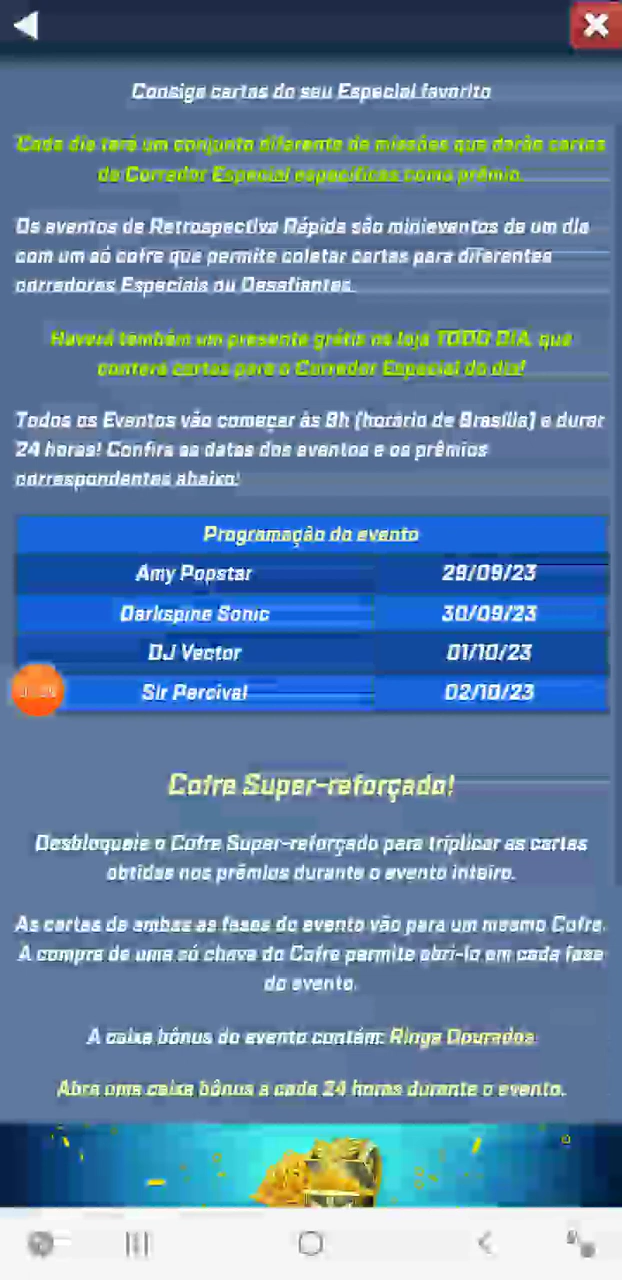 Consiga cartas do seu Especial favorito
Cada dia terá um conjunto diferente de missões que darão cartas
de Corredor Especial específicas como prêmio.
Os eventos de Retrospectiva Rápida são minieventos de um dia
com um só cofre que permite coletar cartas para diferentes
corredores Especiais ou Desafiantes.
Haverá também um presente grátis na loja TODO DIA, que
conterá cartas para o Corredor Especial do dia!
Todos os Eventos vão começar às 9h (horário de Brasília) e durar
24 horas! Confira as datas dos eventos e os prêmios
correspondentes abaixo:
Programação do evento
Amy Popstar 29/09/23
Darkspine Sonic 30/09/23
DJ Vector 01/10/23
Sir Percival 02/10/23
Cofre Super-reforçado!
Desbloqueie o Cofre Super-reforçado para triplicar as cartas
obtidas nos prêmios durante o evento inteiro.
As cartas de ambas as fases do evento vão para um mesmo Cofre.
A compra de uma só chave do Cofre permite abri-lo em cada fase
do evento.
A caixa bônus do evento contém: Rings Dourados
Abra uma caixa bônus a cada 24 horas durante o evento.